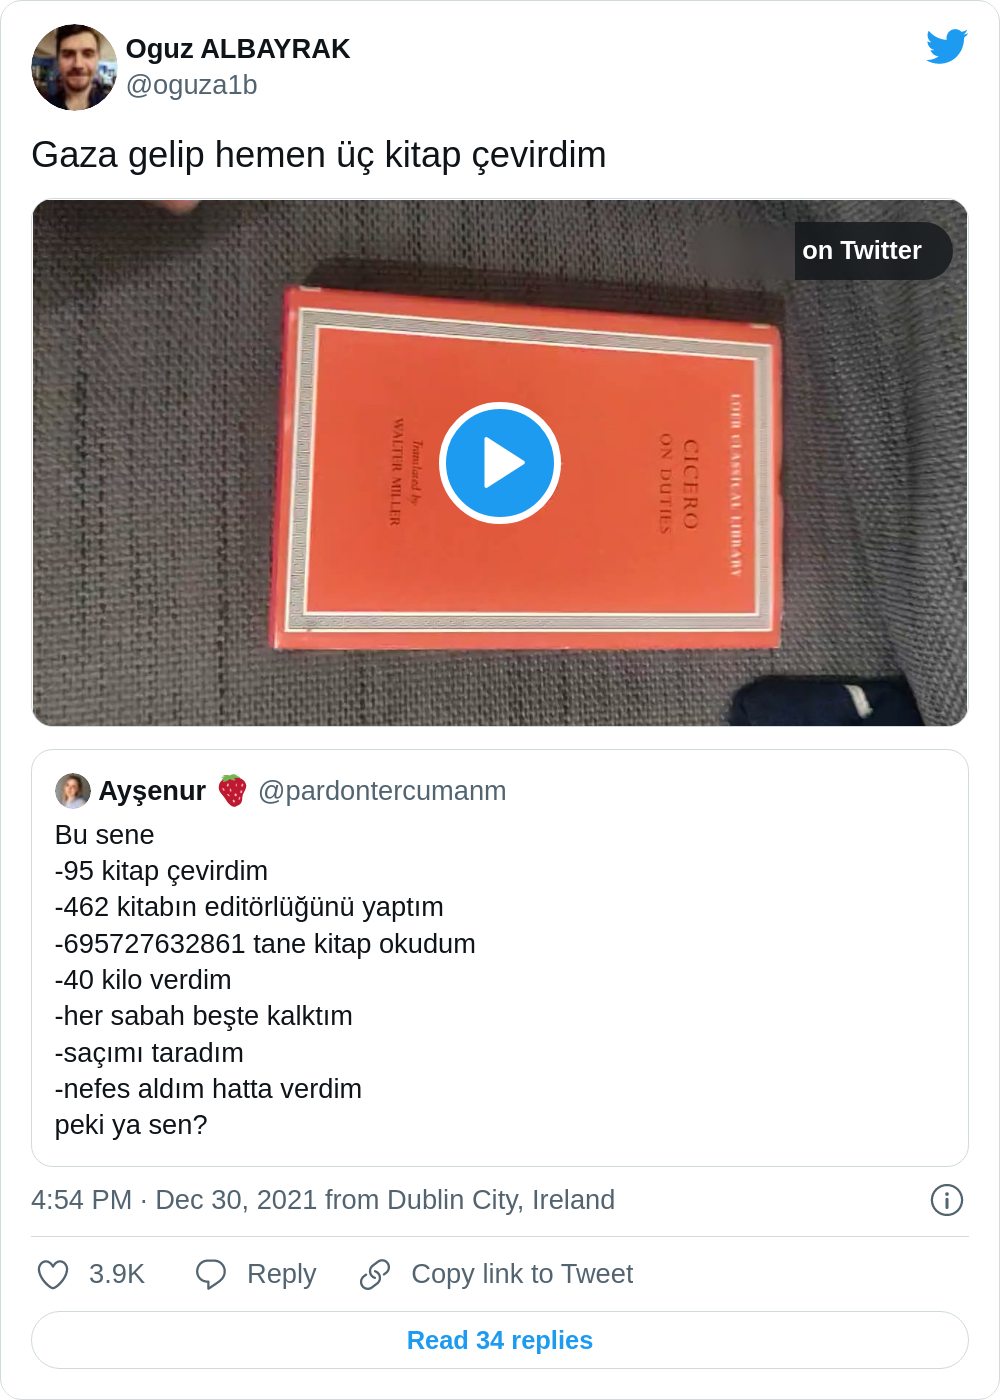 Oguz ALBAYRAK
@oguza1b
Gaza gelip hemen üç kitap çevirdim
on Twitter
LOEB CLASSICAL LIBRARY
CICERO
ON DUTIES
Translated by
WALTER MILLER
Ayşenur 🍓 @pardontercumanm
Bu sene
-95 kitap çevirdim
-462 kitabın editörlüğünü yaptım
-695727632861 tane kitap okudum
-40 kilo verdim
-her sabah beşte kalktım
-saçımı taradım
-nefes aldım hatta verdim
peki ya sen?
4:54 PM · Dec 30, 2021 from Dublin City, Ireland
3.9K Reply Copy link to Tweet
Read 34 replies